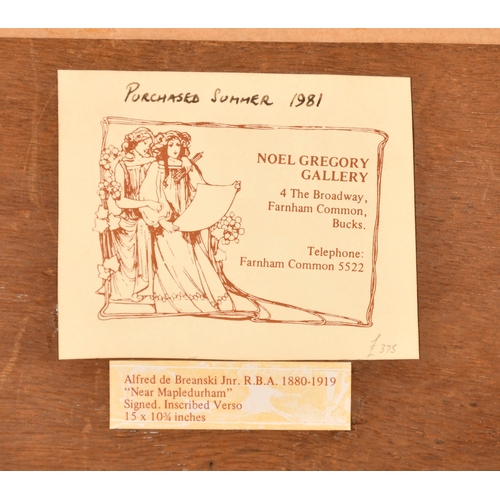 PURCHASED SUMMER 1981
NOEL GREGORY
GALLERY
4 The Broadway,
Farnham Common,
Bucks.
Telephone:
Farnham Common 5522
£ 375
Alfred de Breanski Jnr. R.B.A. 1880-1919
"Near Mapledurham"
Signed. Inscribed Verso
15 x 10¾ inches